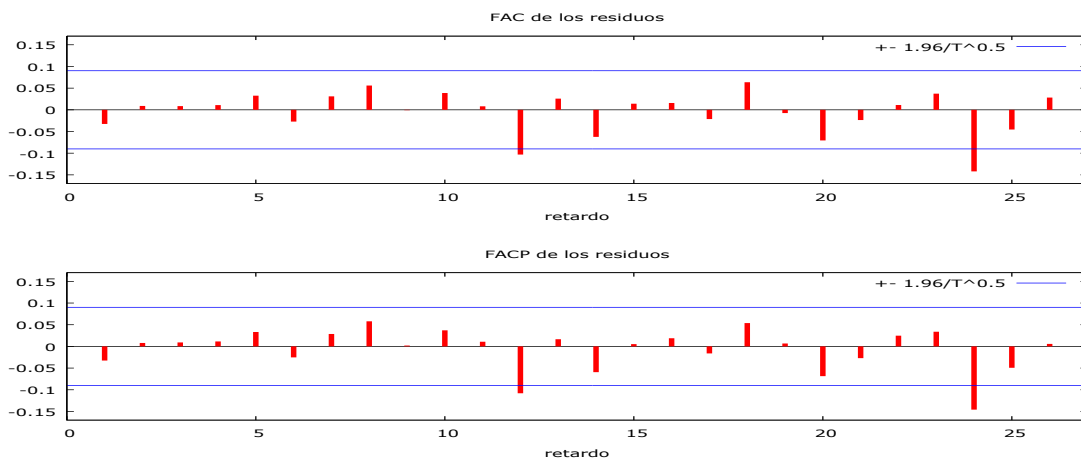 FAC de los residuos
+- 1.96/T^0.5
0.15
0.1
0.05
0
-0.05
-0.1
-0.15
0 5 10 15 20 25
retardo
FACP de los residuos
+- 1.96/T^0.5
0.15
0.1
0.05
0
-0.05
-0.1
-0.15
0 5 10 15 20 25
retardo